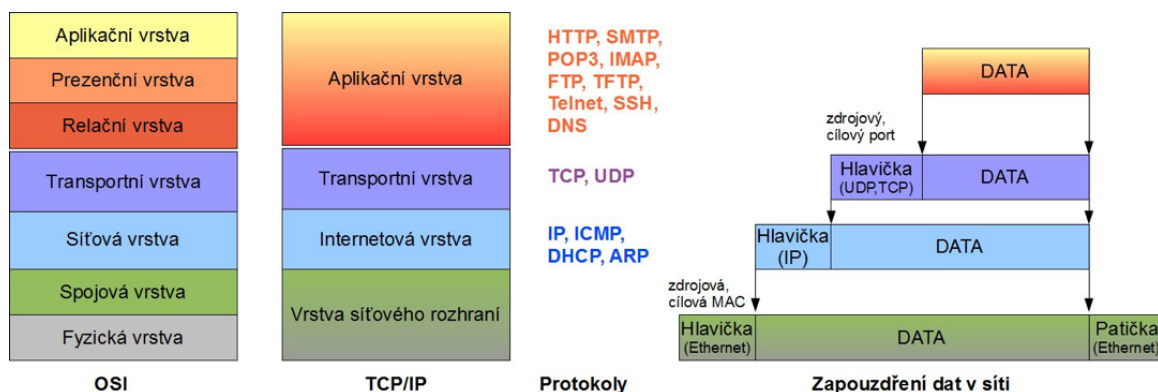 Aplikační vrstva
Prezenční vrstva
Relační vrstva
Transportní vrstva
Síťová vrstva
Spojová vrstva
Fyzická vrstva
OSI
Aplikační vrstva
Transportní vrstva
Internetová vrstva
Vrstva síťového rozhraní
TCP/IP
HTTP, SMTP,
POP3, IMAP,
FTP, TFTP,
Telnet, SSH,
DNS
TCP, UDP
IP, ICMP,
DHCP, ARP
Protokoly
DATA
zdrojový,
cílový port
Hlavička
(UDP,TCP)
DATA
Hlavička
(IP)
DATA
zdrojová,
cílová MAC
Hlavička
(Ethernet)
DATA
Patička
(Ethernet)
Zapouzdření dat v síti